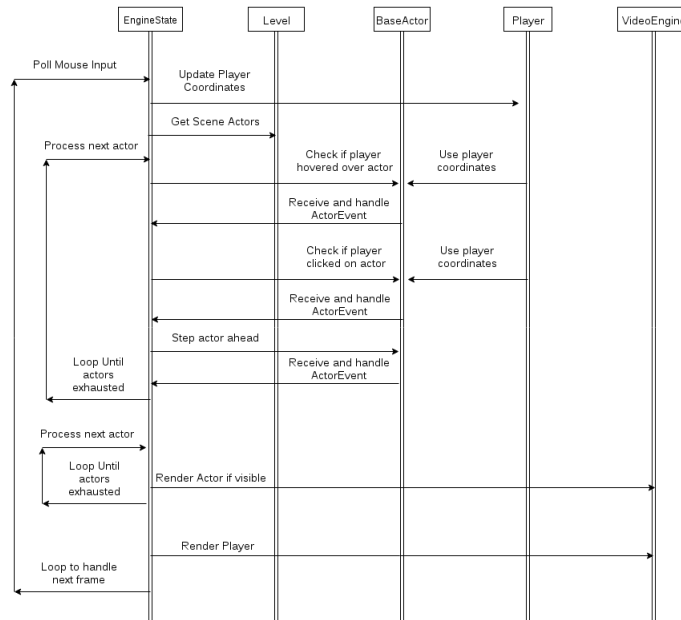 EngineState
Level
BaseActor
Player
VideoEngine
Poll Mouse Input
Update Player
Coordinates
Get Scene Actors
Process next actor
Check if player
hovered over actor
Use player
coordinates
Receive and handle
ActorEvent
Check if player
clicked on actor
Use player
coordinates
Receive and handle
ActorEvent
Step actor ahead
Receive and handle
ActorEvent
Loop Until
actors
exhausted
Process next actor
Loop Until
actors
exhausted
Render Actor if visible
Render Player
Loop to handle
next frame